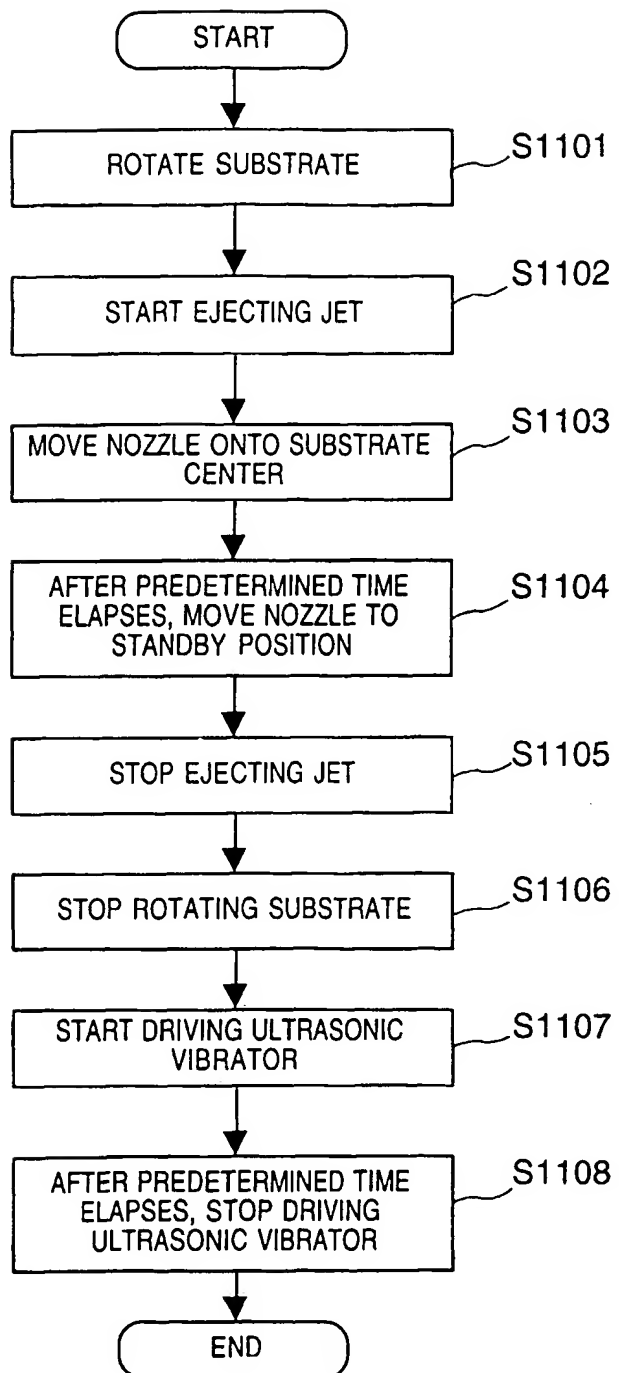 START
ROTATE SUBSTRATE
S1101
START EJECTING JET
S1102
MOVE NOZZLE ONTO SUBSTRATE
CENTER
S1103
AFTER PREDETERMINED TIME
ELAPSES, MOVE NOZZLE TO
STANDBY POSITION
S1104
STOP EJECTING JET
S1105
STOP ROTATING SUBSTRATE
S1106
START DRIVING ULTRASONIC
VIBRATOR
S1107
AFTER PREDETERMINED TIME
ELAPSES, STOP DRIVING
ULTRASONIC VIBRATOR
S1108
END